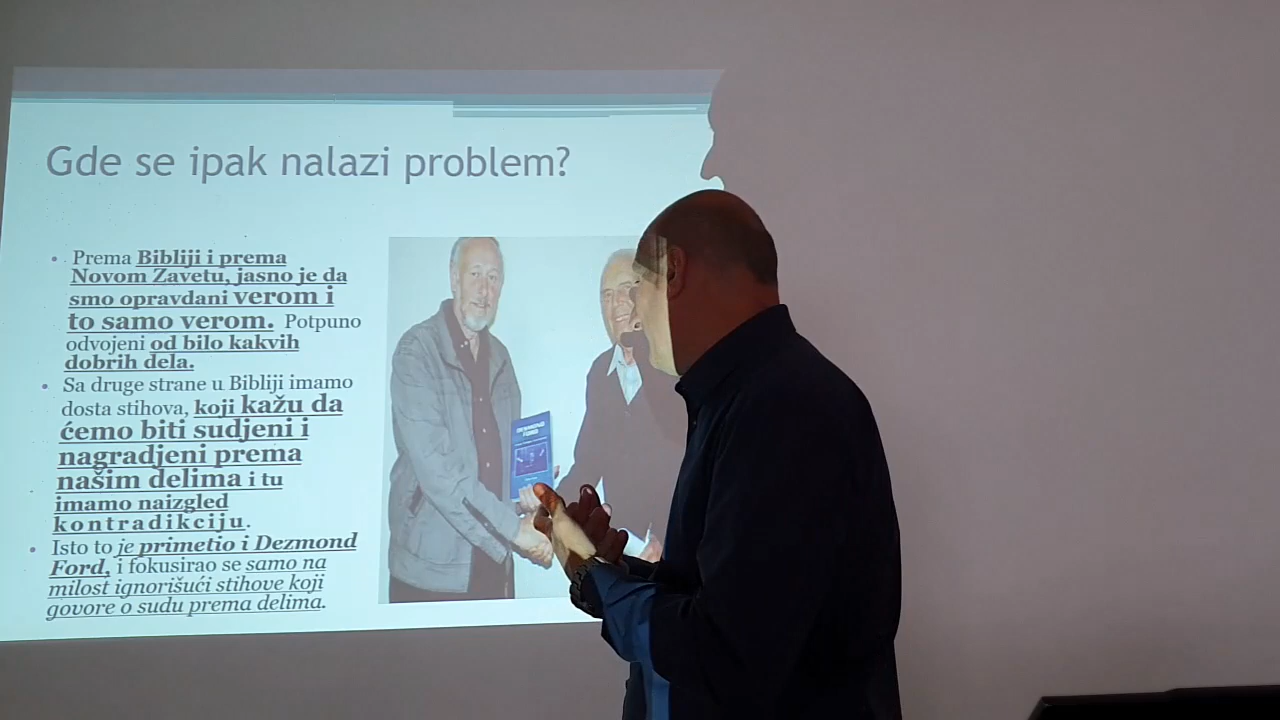 Gde se ipak nalazi problem?
Prema Bibliji i prema
Novom Zavetu, jasno je da
smo opravdani verom i
to samo verom. Potpuno
odvojeni od bilo kakvih
dobrih dela.
Sa druge strane u Bibliji imamo
dosta stihova, koji kažu da
ćemo biti sudjeni i
nagradjeni prema
našim delima i tu
imamo naizgled
kontradikciju.
Isto to je primetio i Dezmond
Ford, i fokusirao se samo na
milost ignorišući stihove koji
govore o sudu prema delima.
DESMOND
FORD